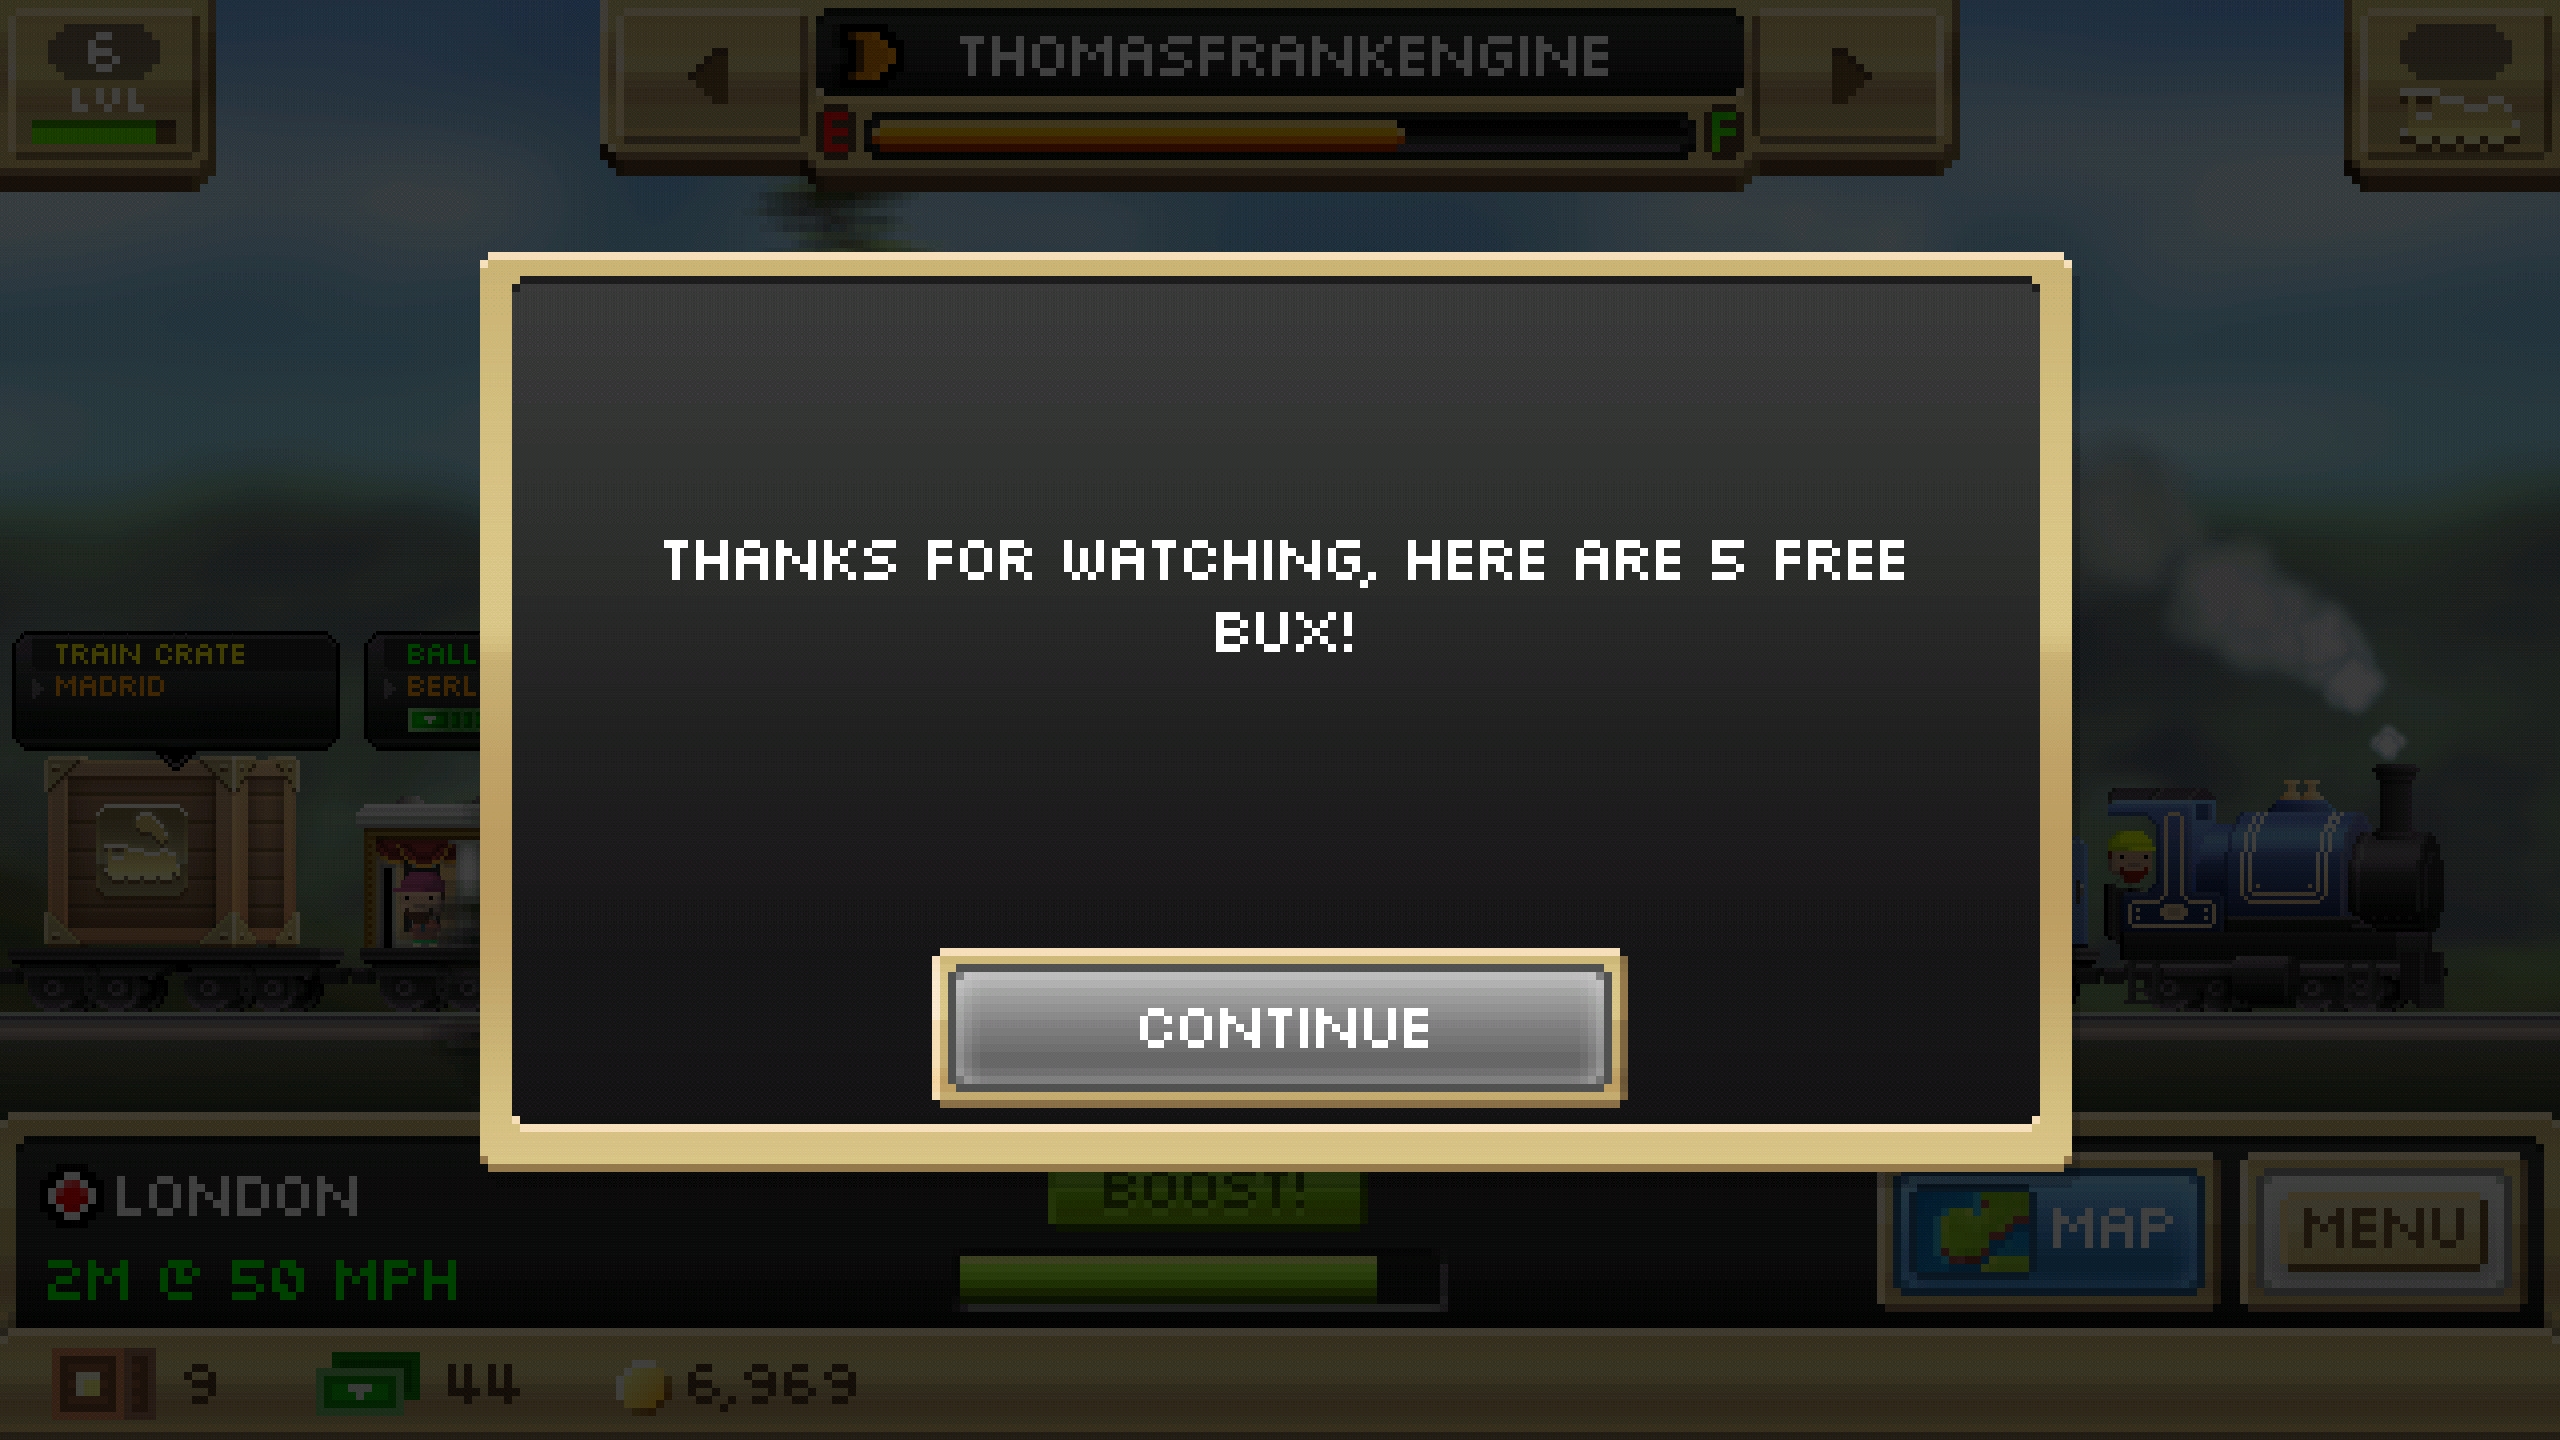 6
LVL
THOMASFRANKENGINE
E F
THANKS FOR WATCHING, HERE ARE 5 FREE
BUX!
TRAIN CRATE
MADRID
BALL
BERL
CONTINUE
LONDON
BOOST!
MAP
MENU
2M @ 50 MPH
9 44 6,969